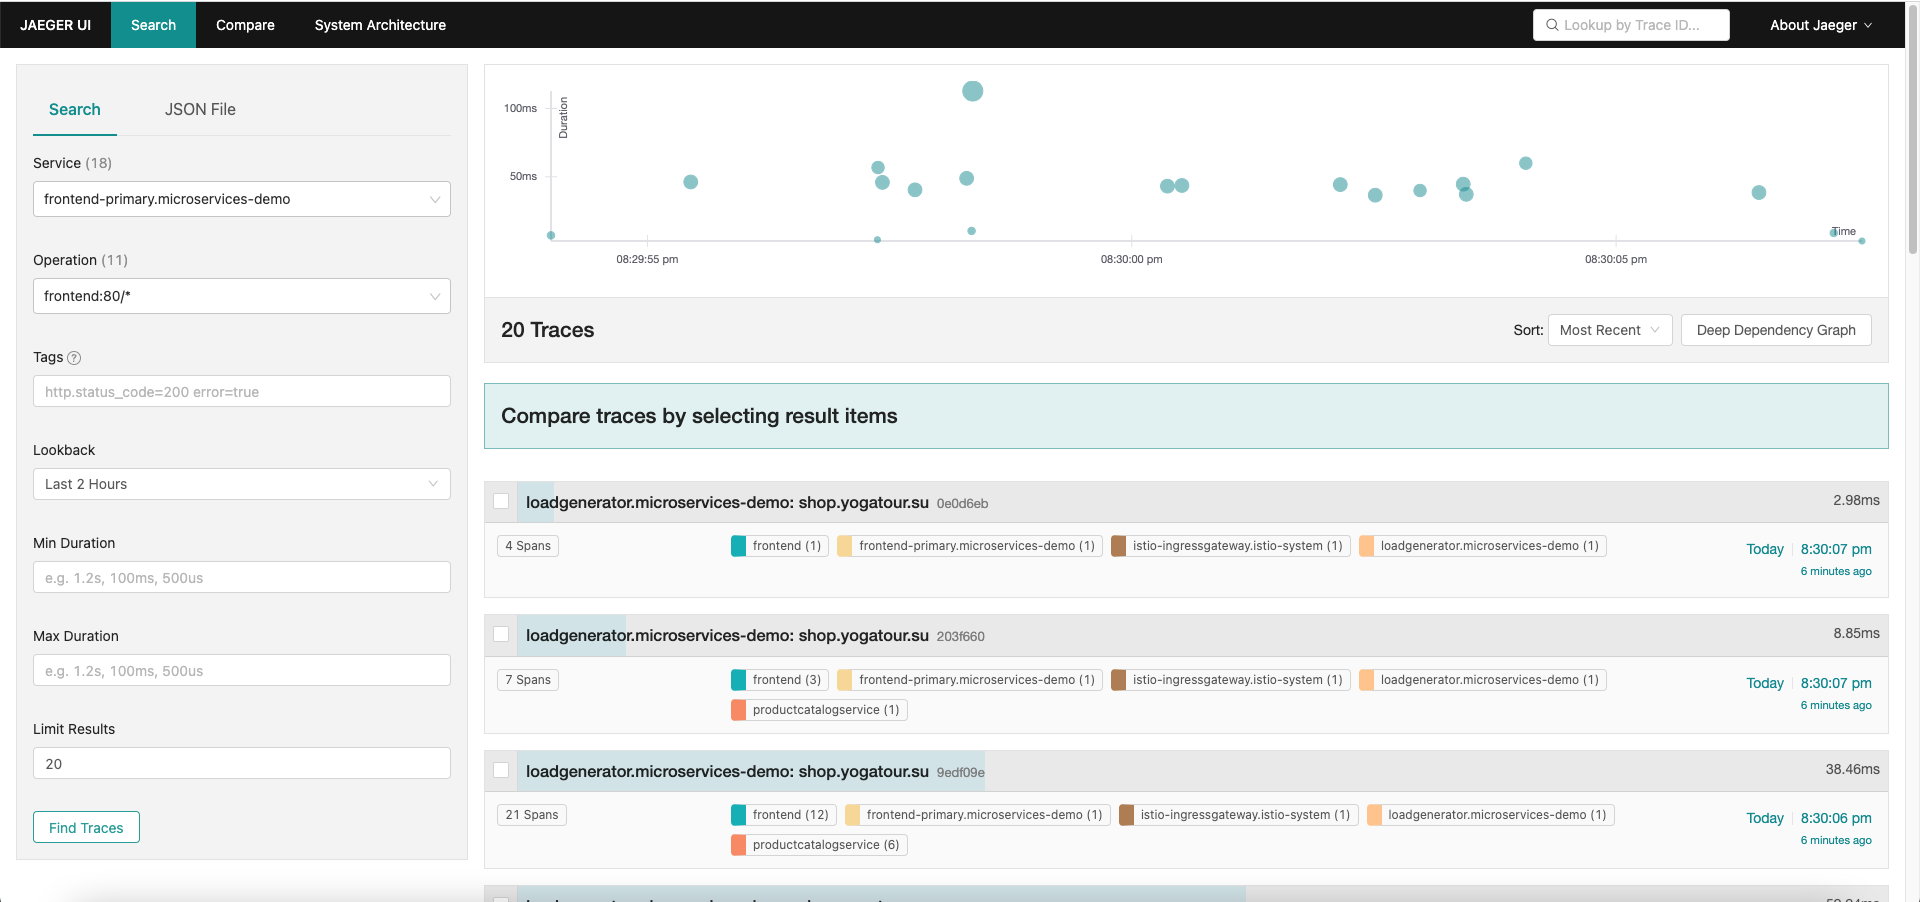 JAEGER UI Search Compare System Architecture Lookup by Trace ID... About Jaeger
Search JSON File
Service (18)
frontend-primary.microservices-demo
Operation (11)
frontend:80/*
Tags ?
http.status_code=200 error=true
Lookback
Last 2 Hours
Min Duration
e.g. 1.2s, 100ms, 500us
Max Duration
e.g. 1.2s, 100ms, 500us
Limit Results
20
Find Traces
Duration
100ms
50ms
Time
08:29:55 pm 08:30:00 pm 08:30:05 pm
20 Traces Sort: Most Recent Deep Dependency Graph
Compare traces by selecting result items
loadgenerator.microservices-demo: shop.yogatour.su 0e0d6eb 2.98ms
4 Spans frontend (1) frontend-primary.microservices-demo (1) istio-ingressgateway.istio-system (1) loadgenerator.microservices-demo (1) Today 8:30:07 pm
6 minutes ago
loadgenerator.microservices-demo: shop.yogatour.su 203f660 8.85ms
7 Spans frontend (3) frontend-primary.microservices-demo (1) istio-ingressgateway.istio-system (1) loadgenerator.microservices-demo (1) Today 8:30:07 pm
productcatalogservice (1) 6 minutes ago
loadgenerator.microservices-demo: shop.yogatour.su 9edf09e 38.46ms
21 Spans frontend (12) frontend-primary.microservices-demo (1) istio-ingressgateway.istio-system (1) loadgenerator.microservices-demo (1) Today 8:30:06 pm
productcatalogservice (6) 6 minutes ago